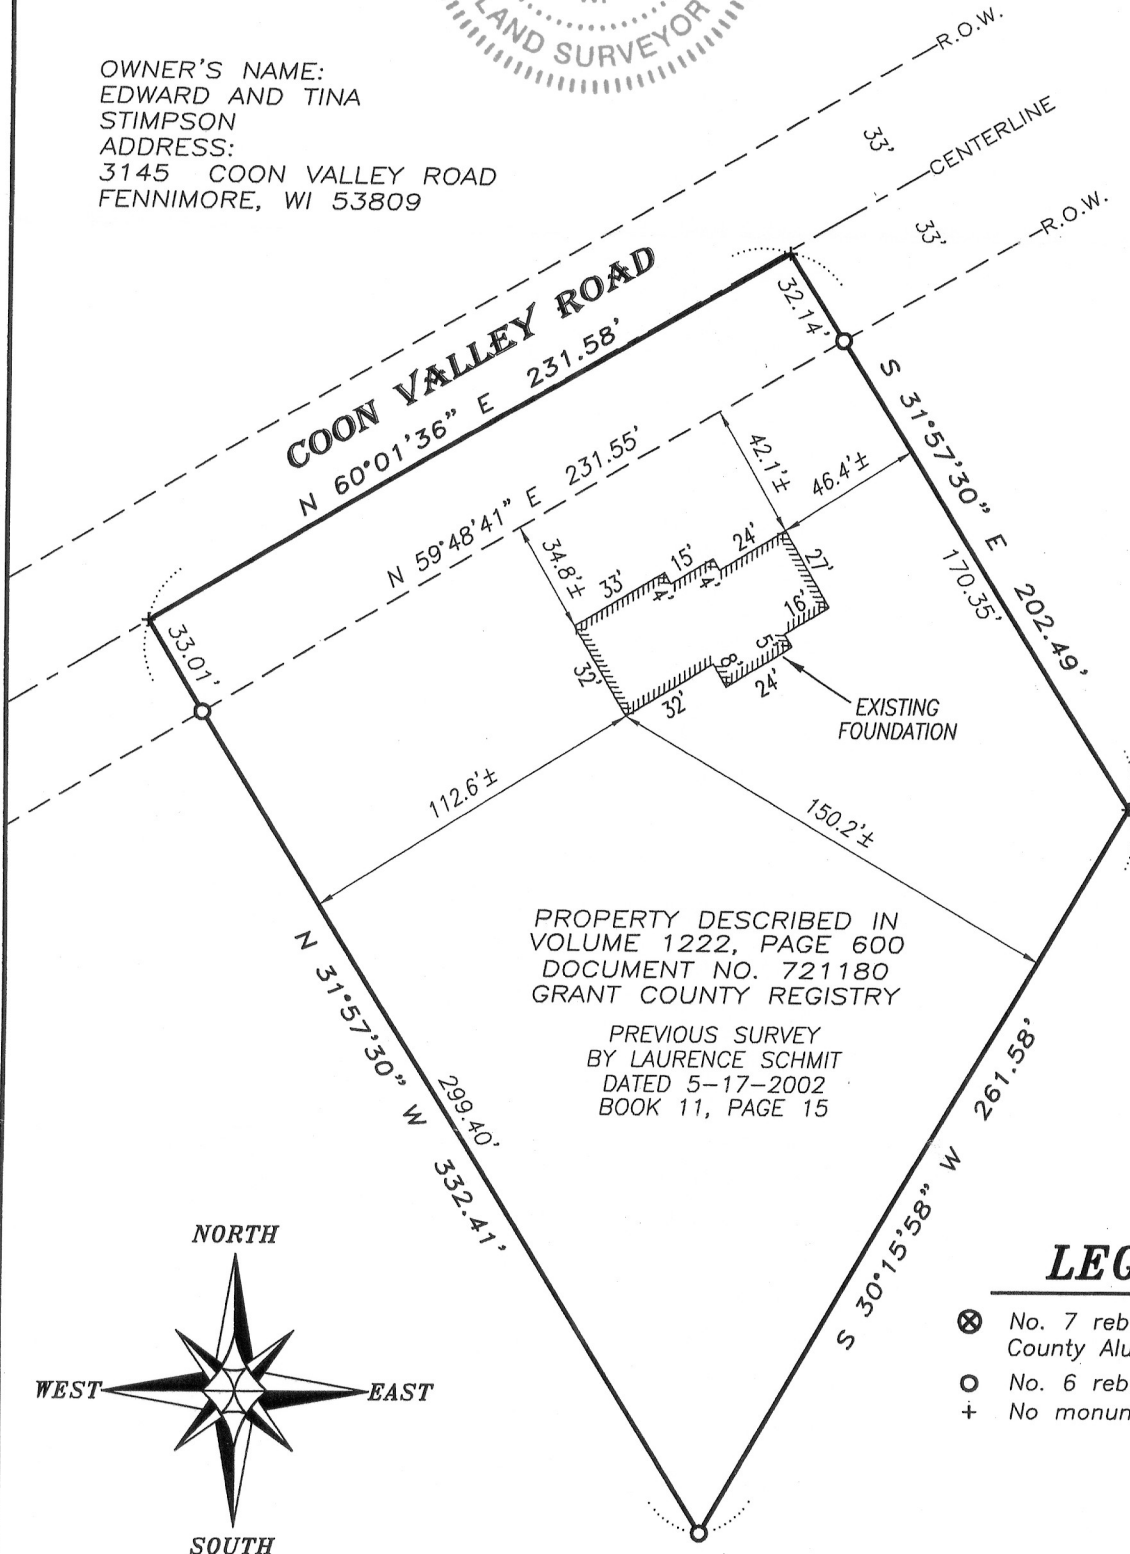 LAND SURVEYOR
OWNER'S NAME:
EDWARD AND TINA
STIMPSON
ADDRESS:
3145 COON VALLEY ROAD
FENNIMORE, WI 53809
R.O.W.
33'
CENTERLINE
33'
R.O.W.
COON VALLEY ROAD
N 60°01'36" E 231.58'
32.14'
S 31°57'30" E 202.49'
170.35'
N 59°48'41" E 231.55'
42.1'±
46.4'±
34.8'±
33'
4'
15'
4'
24'
27'
16'
5'
24'
8'
32'
32'
EXISTING
FOUNDATION
33.01'
112.6'±
150.2'±
PROPERTY DESCRIBED IN
VOLUME 1222, PAGE 600
DOCUMENT NO. 721180
GRANT COUNTY REGISTRY
PREVIOUS SURVEY
BY LAURENCE SCHMIT
DATED 5-17-2002
BOOK 11, PAGE 15
N 31°57'30" W 332.41'
299.40'
S 30°15'58" W 261.58'
NORTH
WEST
EAST
SOUTH
LEG
No. 7 reb
County Alu
No. 6 reb
+ No monun